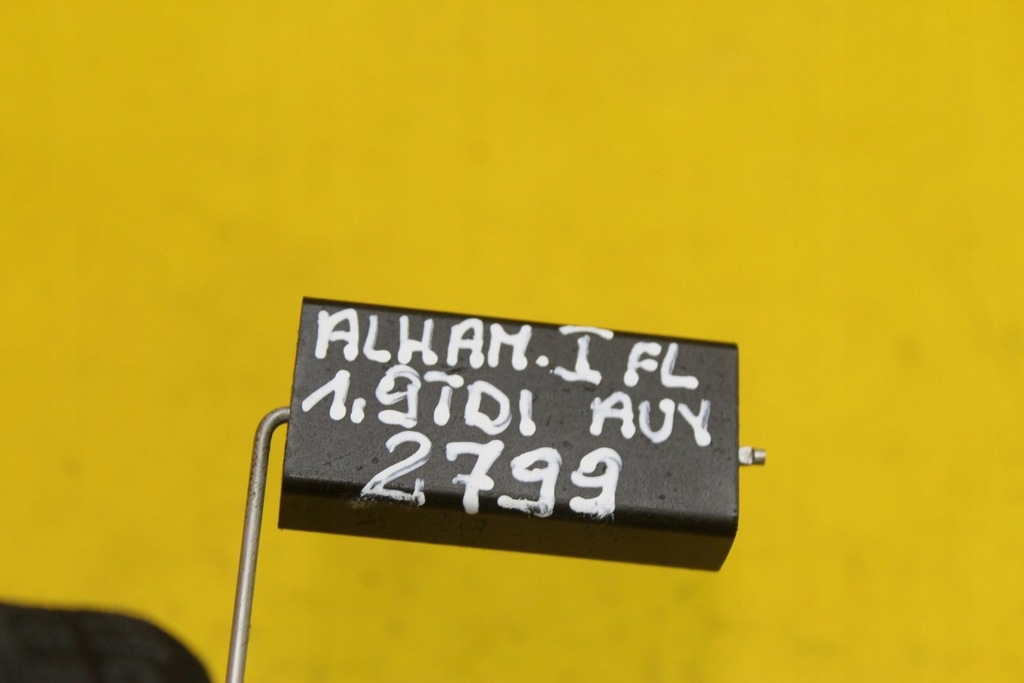 ALHAM. I FL
1.9TDI AUY
2799